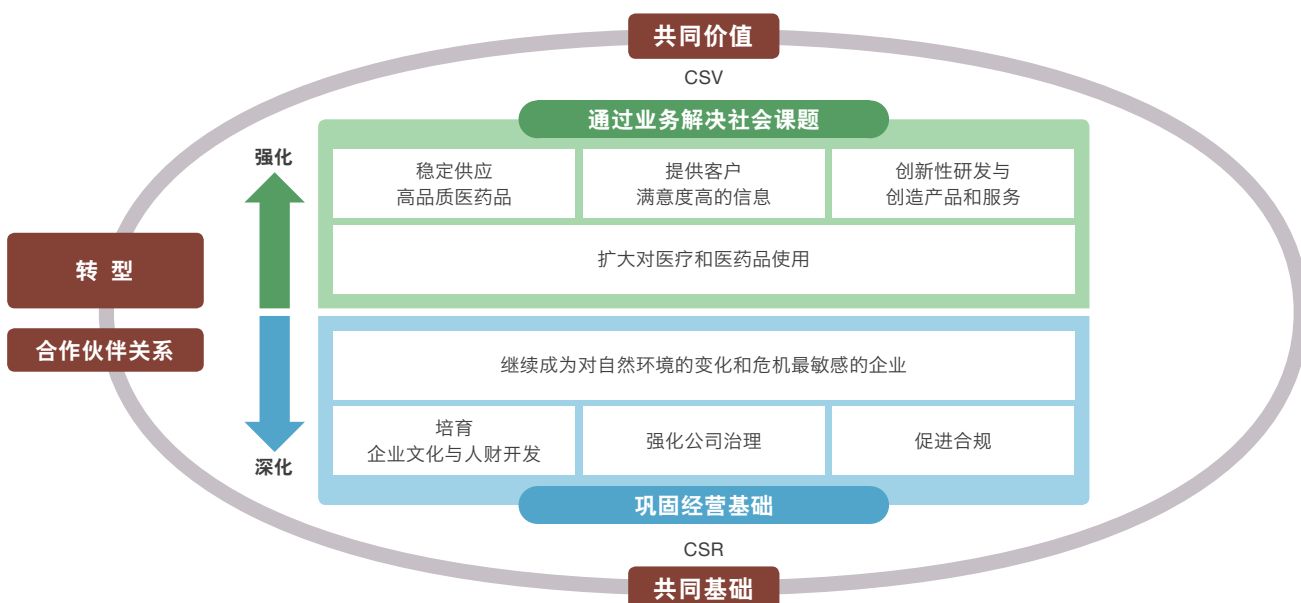 共同价值
CSV
通过业务解决社会课题
强化
稳定供应
高品质医药品
提供客户
满意度高的信息
创新性研发与
创造产品和服务
扩大对医疗和医药品使用
转 型
合作伙伴关系
继续成为对自然环境的变化和危机最敏感的企业
培育
企业文化与人财开发
强化公司治理
促进合规
深化
巩固经营基础
CSR
共同基础